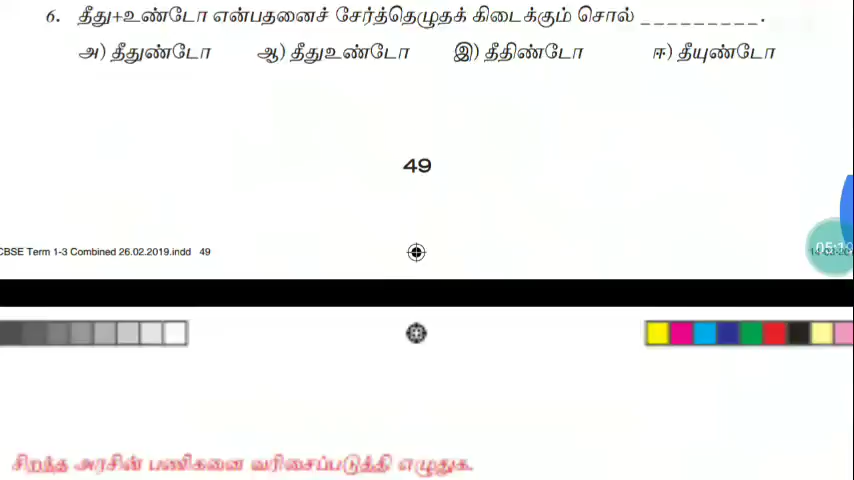 6. தீது+உண்டோ என்பதனைச் சேர்த்தெழுதக் கிடைக்கும் சொல் _ _ _ _ _ _ _ _ _.
அ) தீதுண்டோ ஆ) தீதுஉண்டோ இ) தீதிண்டோ ஈ) தீயுண்டோ
49
CBSE Term 1-3 Combined 26.02.2019.indd 49
சிறந்த அரசின் பணிகளை வரிசைப்படுத்தி எழுதுக.